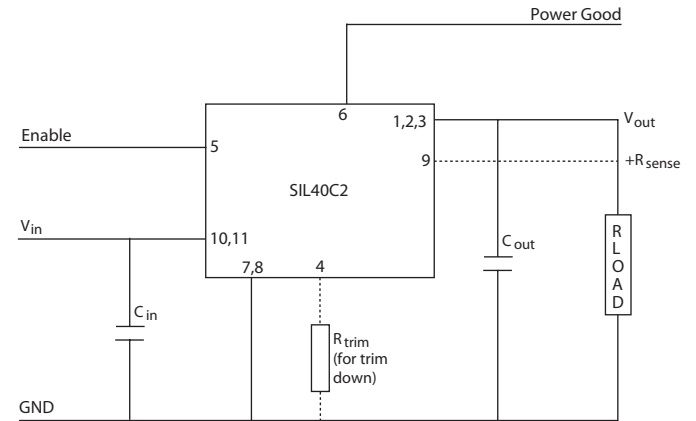 Power Good
6
1,2,3
Vout
Enable
5
9
+Rsense
SIL40C2
Vin
10,11
Cout
R
L
O
A
D
7,8
4
Cin
Rtrim
(for trim
down)
GND